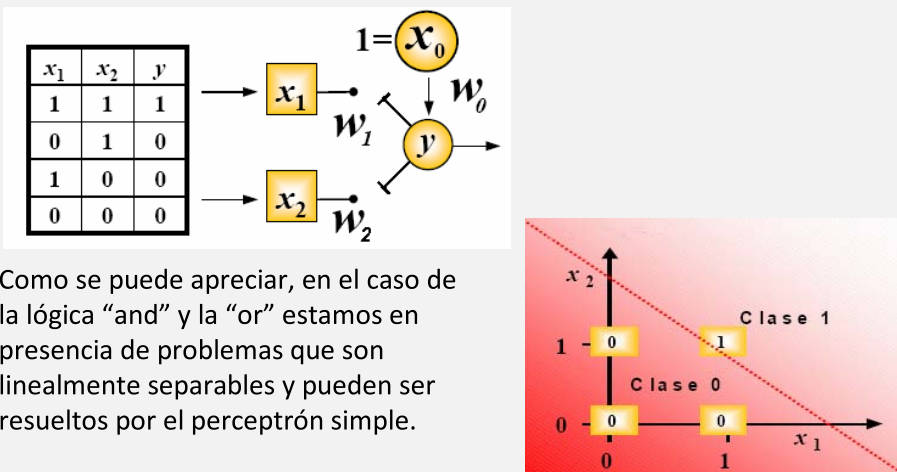 x1 x2 y
1 1 1
0 1 0
1 0 0
0 0 0
1= x0
w0
x1
w1
y
x2
w2
Como se puede apreciar, en el caso de
la lógica “and” y la “or” estamos en
presencia de problemas que son
linealmente separables y pueden ser
resueltos por el perceptrón simple.
x 2
Clase 1
1 0 1
Clase 0
0 0 0
x 1
0 1